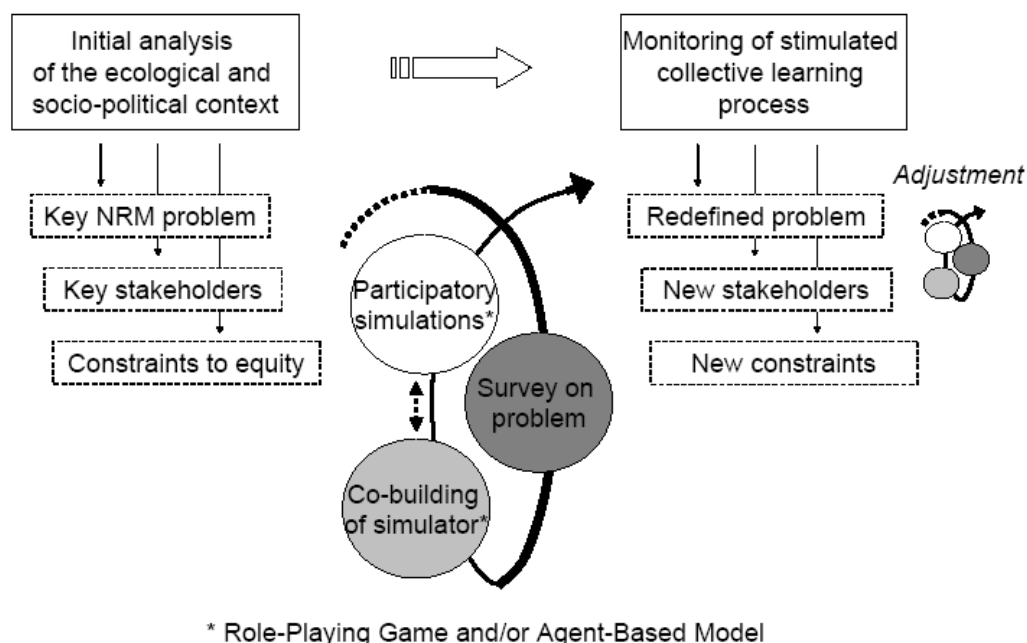 Initial analysis
of the ecological and
socio-political context
Monitoring of stimulated
collective learning
process
Key NRM problem
Key stakeholders
Constraints to equity
Participatory
simulations*
Survey on
problem
Co-building
of simulator*
Adjustment
Redefined problem
New stakeholders
New constraints
* Role-Playing Game and/or Agent-Based Model